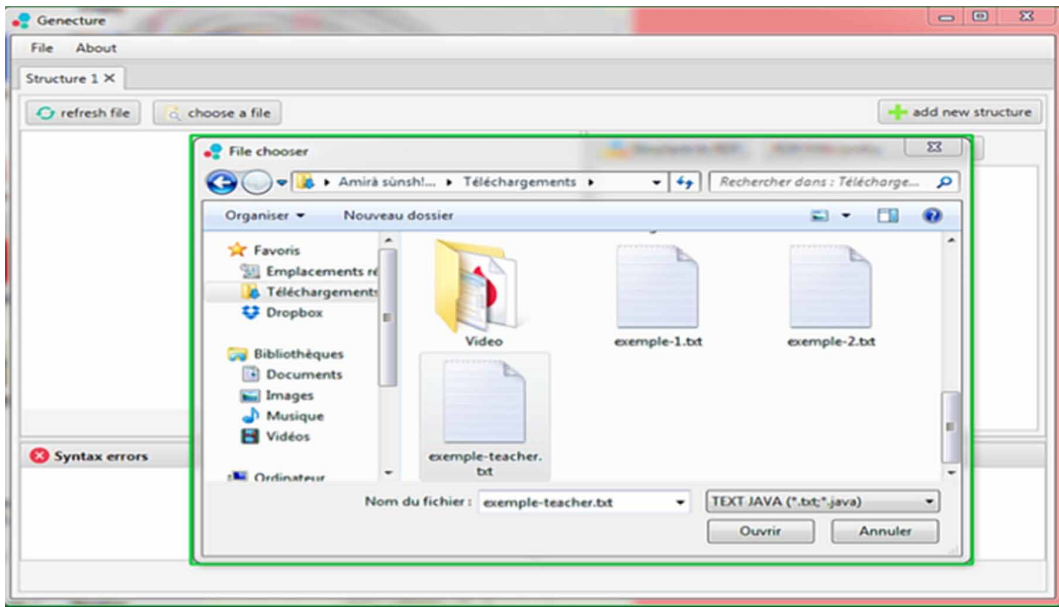 Genecture
File About
Structure 1
refresh file choose a file add new structure
File chooser
Amirà sùnsh!... Téléchargements Rechercher dans : Télécharge...
Organiser Nouveau dossier
Favoris
Emplacements ré
Téléchargements
Dropbox
Bibliothèques
Documents
Images
Musique
Vidéos
Ordinateur
Video exemple-1.txt exemple-2.txt
exemple-teacher.
txt
Nom du fichier : exemple-teacher.txt TEXT JAVA (*.txt;*.java)
Ouvrir Annuler
Syntax errors